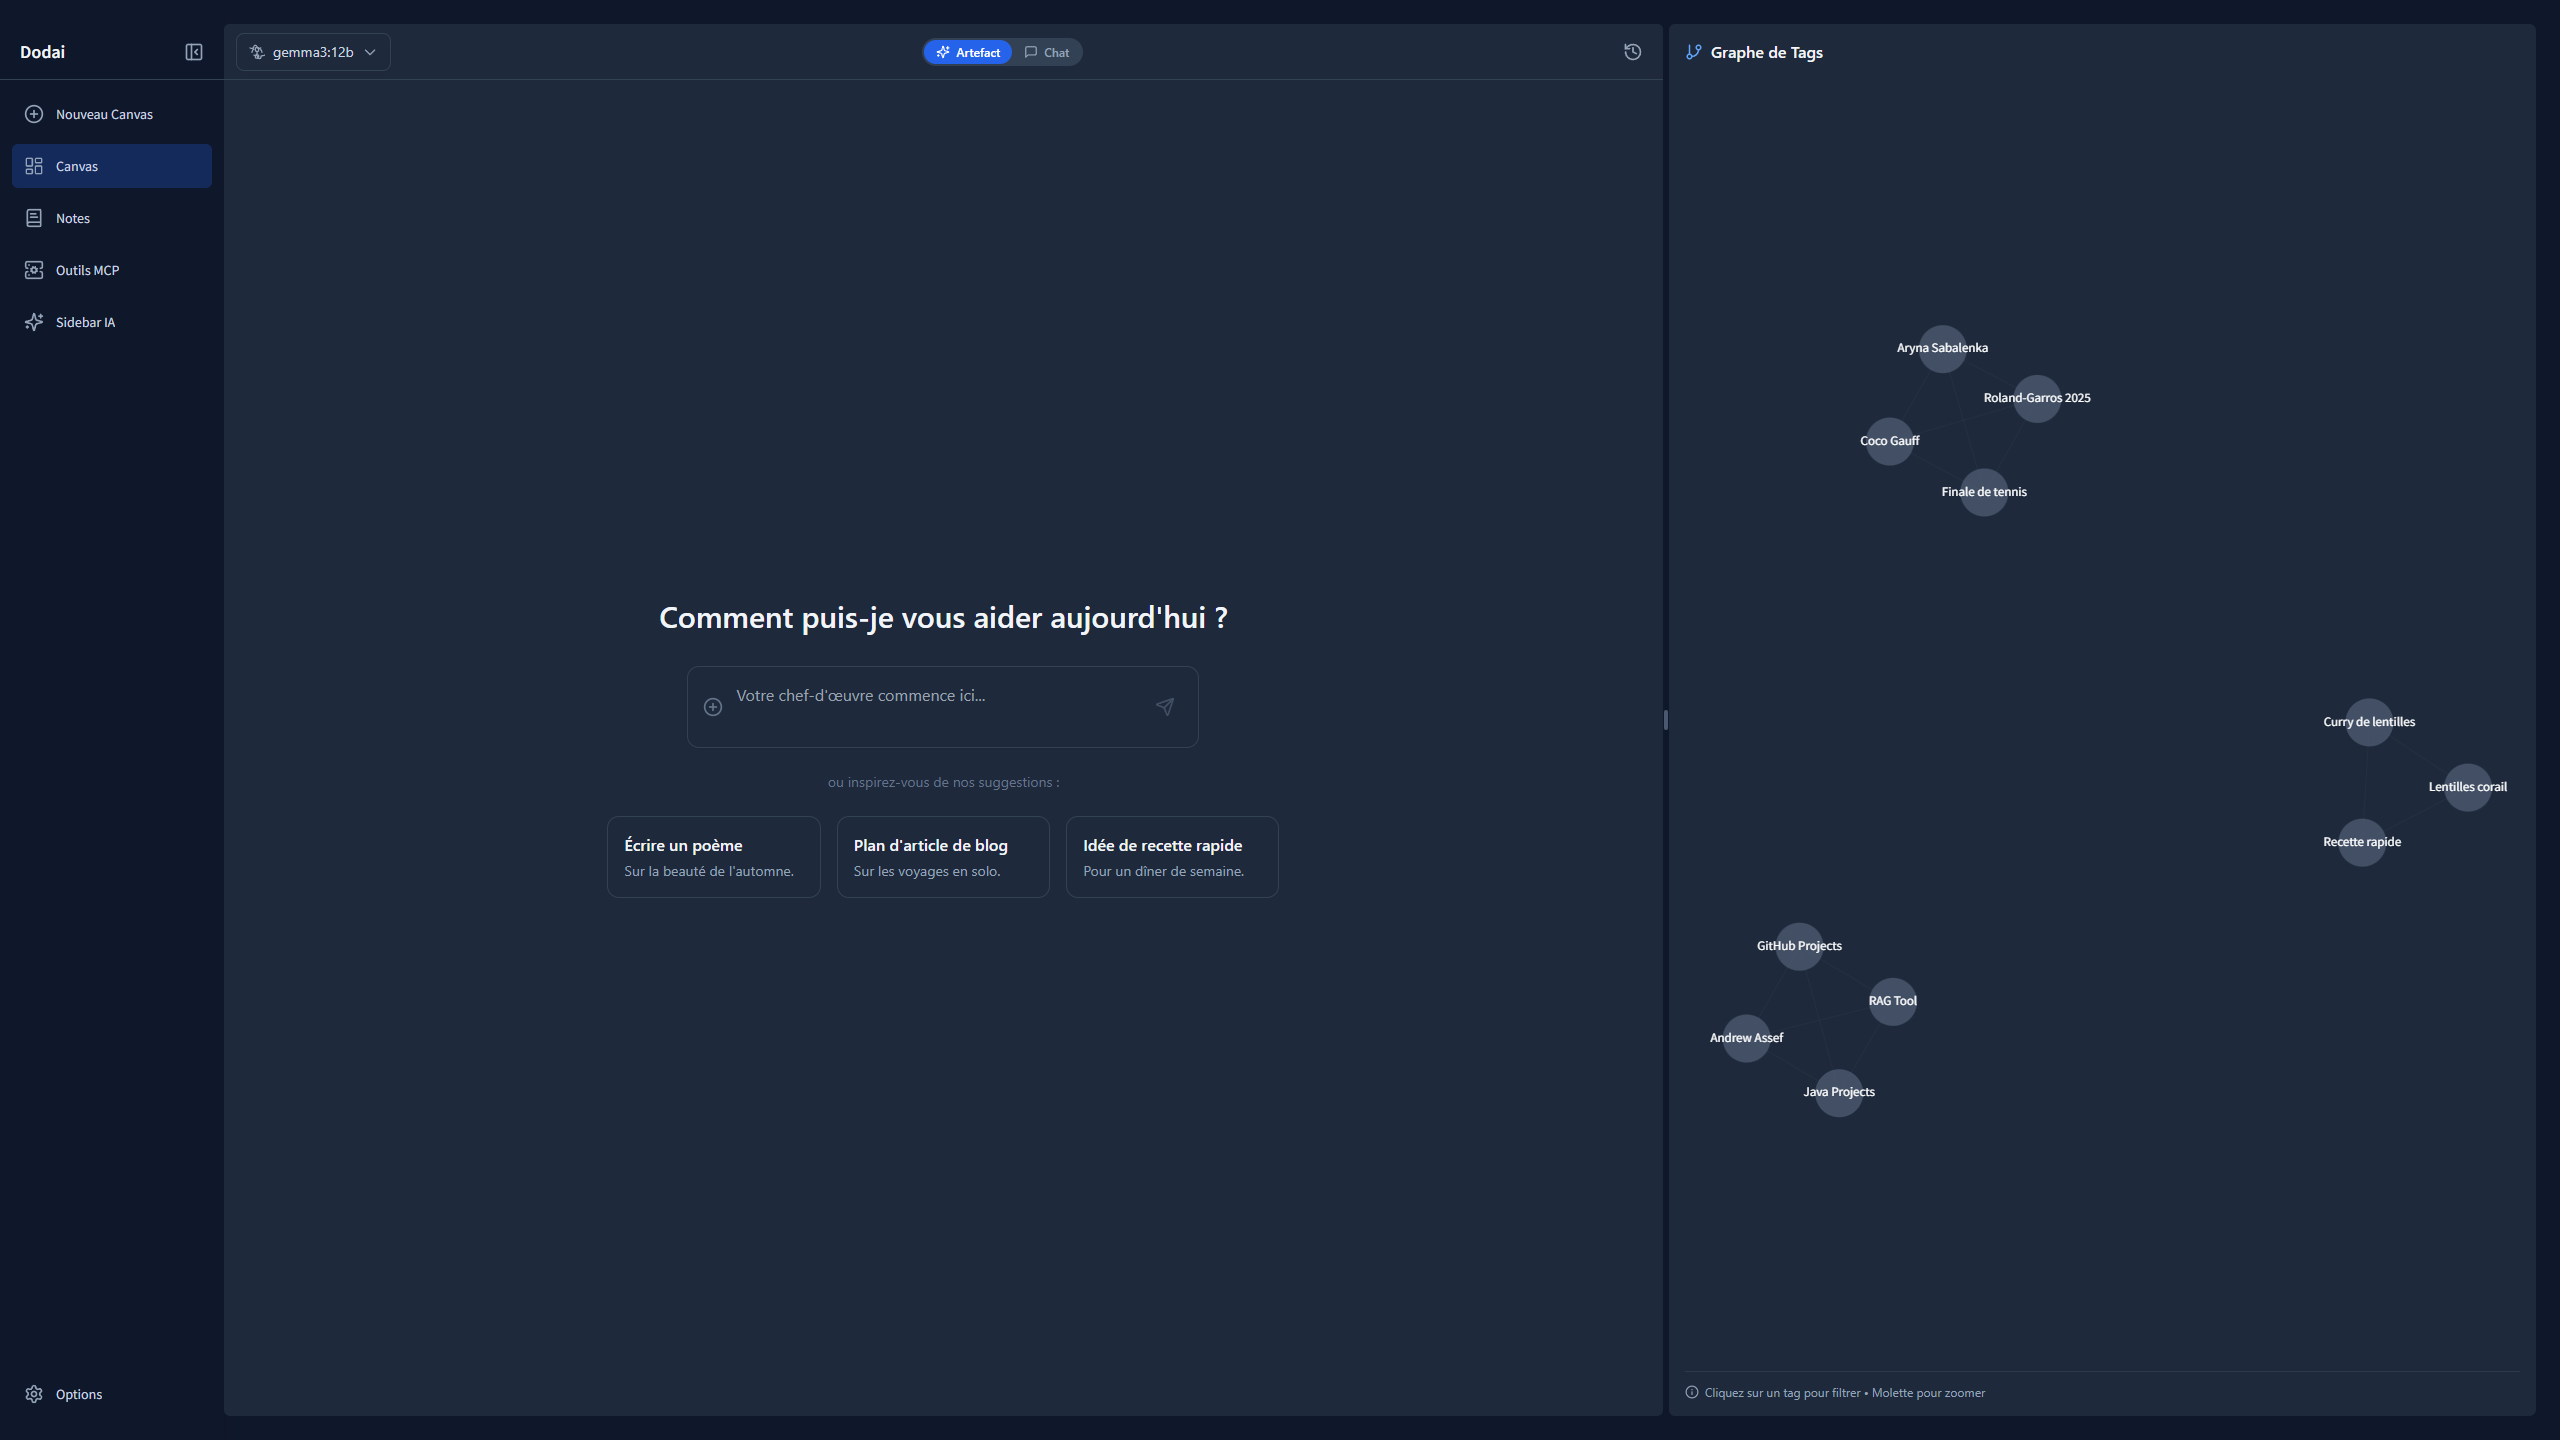 Dodai
Nouveau Canvas
Canvas
Notes
Outils MCP
Sidebar IA
Options
gemma3:12b
Artefact
Chat
Comment puis-je vous aider aujourd'hui ?
Votre chef-d'œuvre commence ici...
ou inspirez-vous de nos suggestions :
Écrire un poème
Sur la beauté de l'automne.
Plan d'article de blog
Sur les voyages en solo.
Idée de recette rapide
Pour un dîner de semaine.
Graphe de Tags
Aryna Sabalenka
Roland-Garros 2025
Coco Gauff
Finale de tennis
Curry de lentilles
Lentilles corail
Recette rapide
GitHub Projects
RAG Tool
Andrew Assef
Java Projects
Cliquez sur un tag pour filtrer • Molette pour zoomer